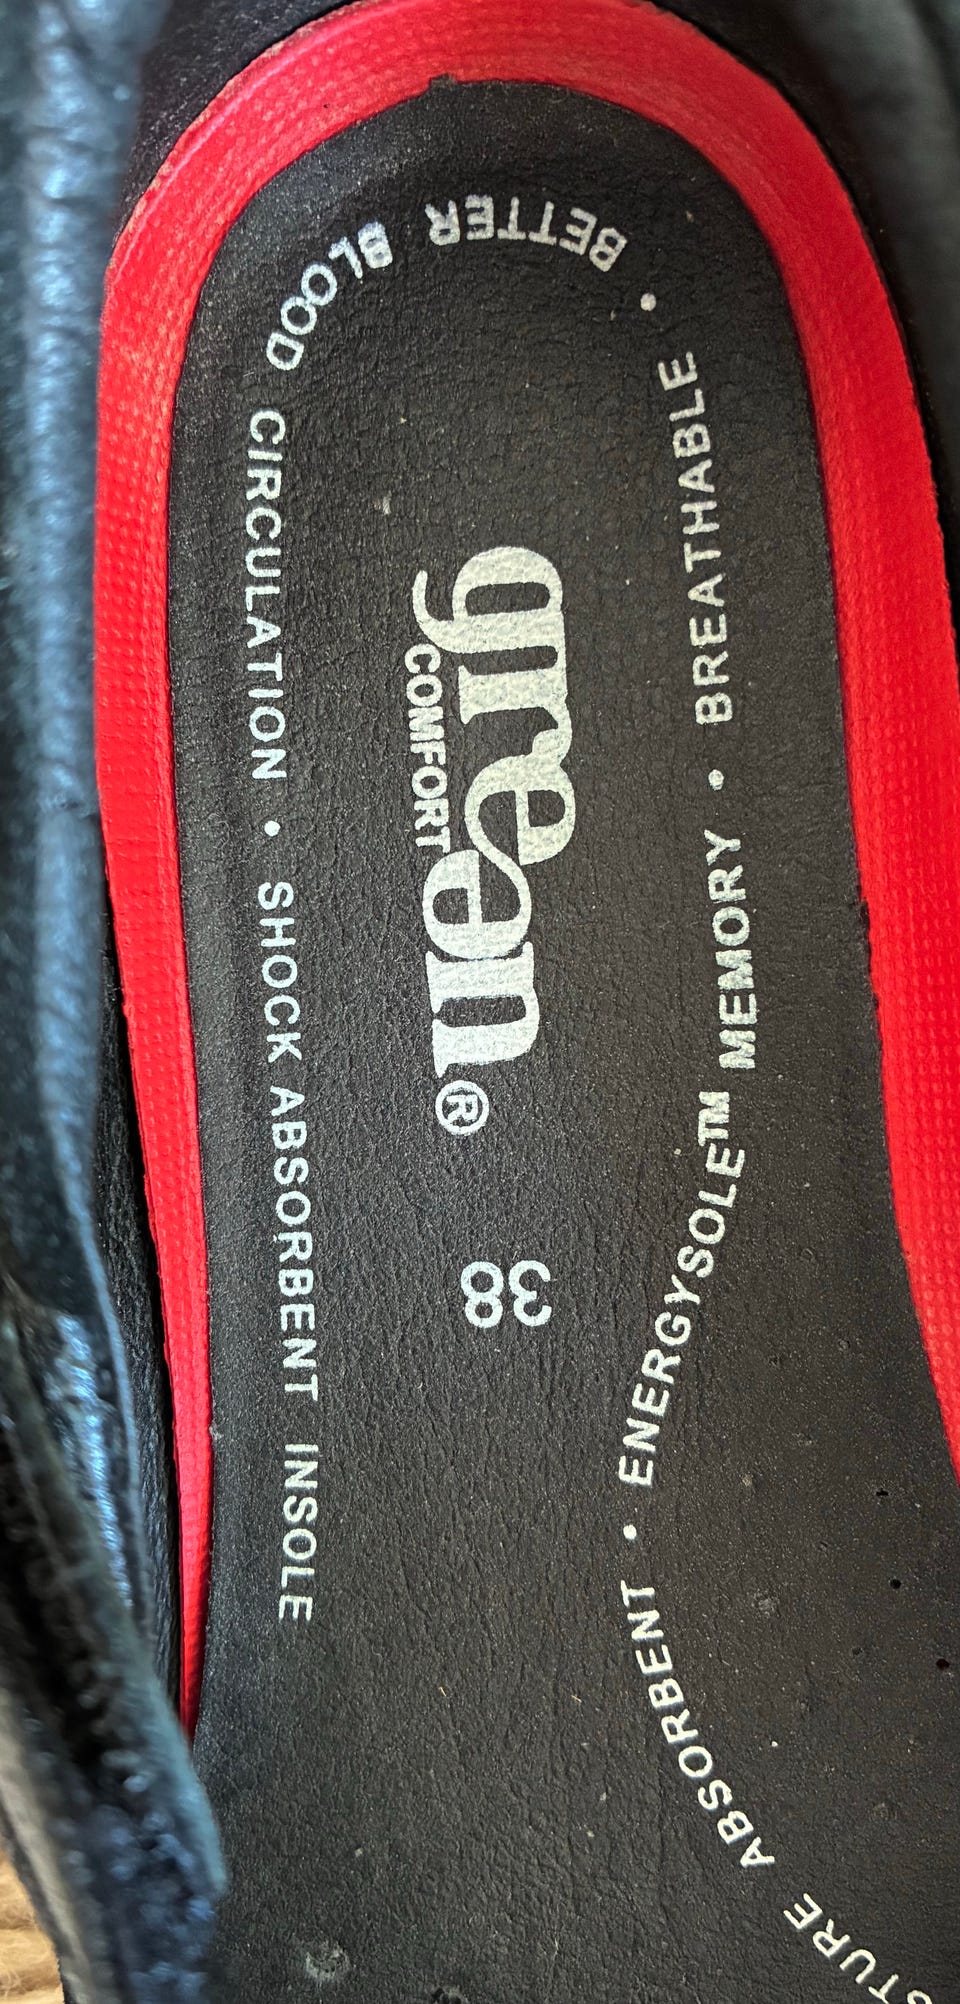 ABSORBENT • ENERGYSOLE™ MEMORY • BREATHABLE • BETTER BLOOD CIRCULATION • SHOCK ABSORBENT INSOLE
green®
COMFORT
38